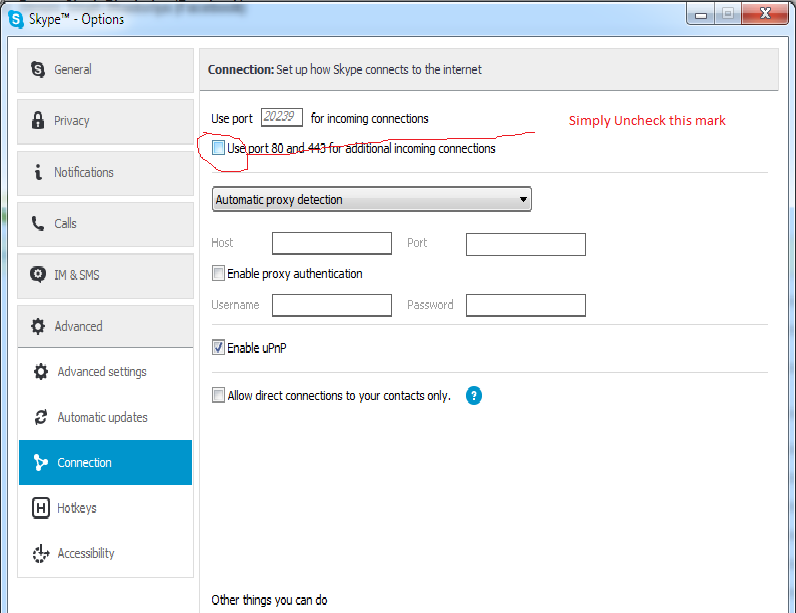 Skype™ - Options
General
Privacy
Notifications
Calls
IM & SMS
Advanced
Advanced settings
Automatic updates
Connection
H Hotkeys
Accessibility
Connection: Set up how Skype connects to the internet
Use port 20239 for incoming connections
Simply Uncheck this mark
Use port 80 and 443 for additional incoming connections
Automatic proxy detection
Host Port
Enable proxy authentication
Username Password
Enable uPnP
Allow direct connections to your contacts only. ?
Other things you can do